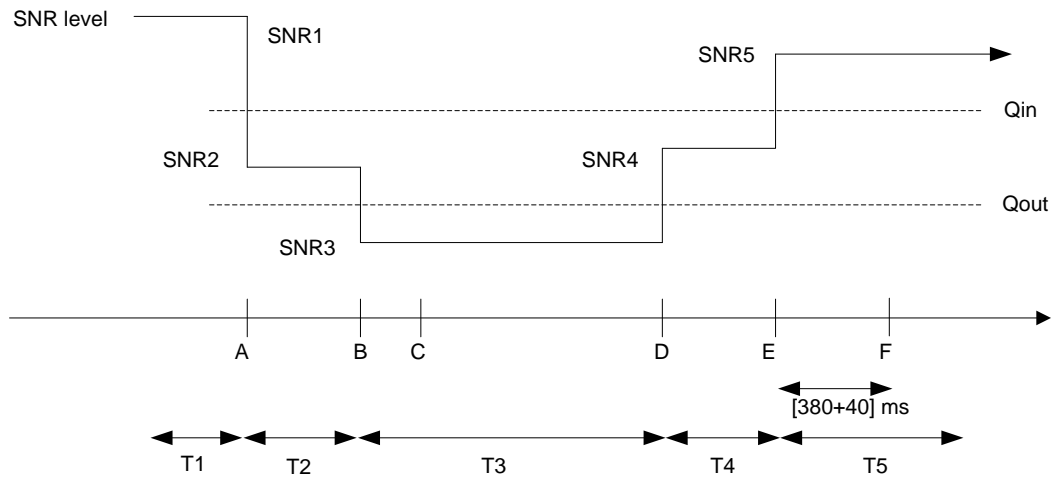 SNR level
SNR1
SNR5
Qin
SNR2
SNR4
Qout
SNR3
A
B
C
D
E
F
[380+40] ms
T1
T2
T3
T4
T5